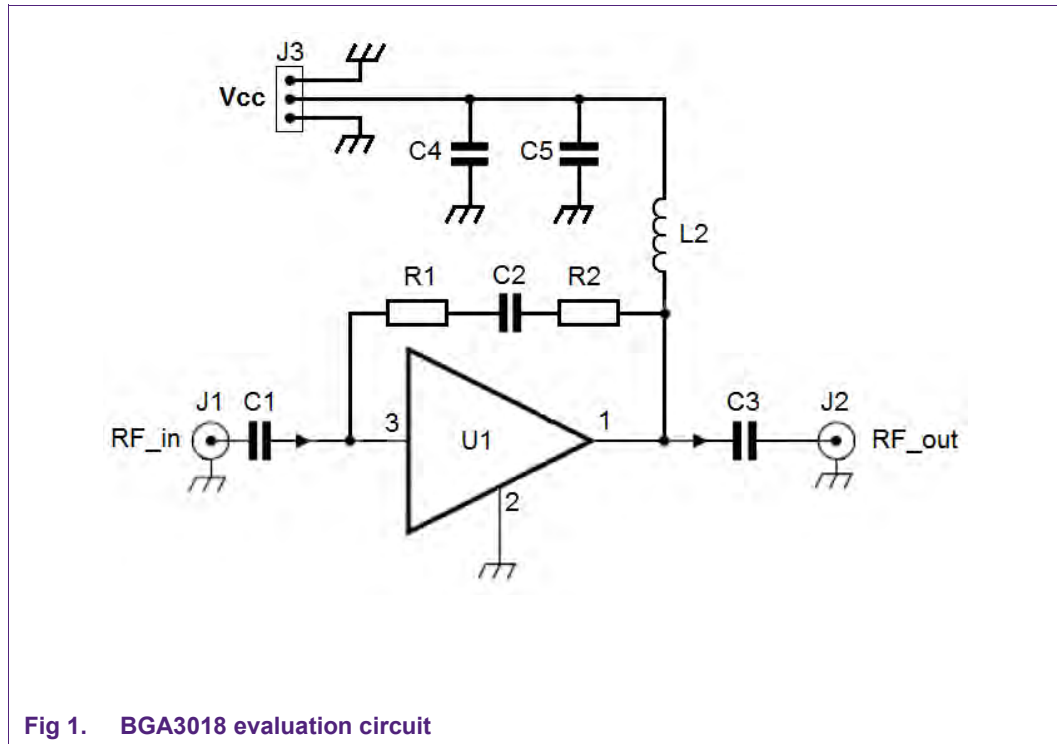 J3
Vcc
C4 C5
L2
R1 C2 R2
J1 C1 3 U1 1 C3 J2
RF_in RF_out
2
Fig 1. BGA3018 evaluation circuit